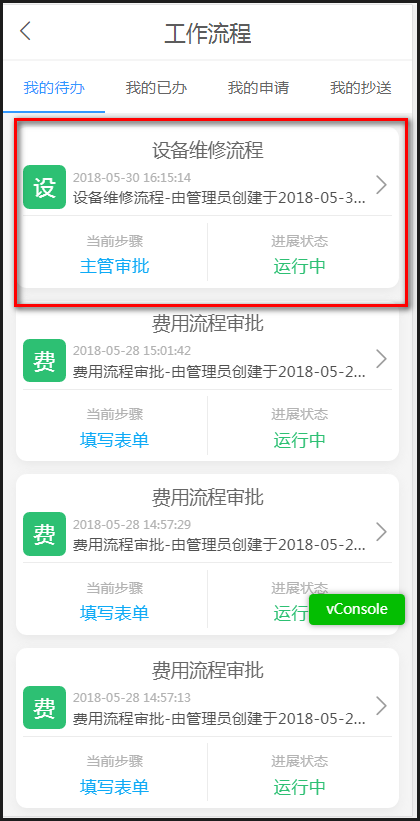 工作流程
我的待办 我的已办 我的申请 我的抄送
设备维修流程
设
2018-05-30 16:15:14
设备维修流程-由管理员创建于2018-05-3...
当前步骤 进展状态
主管审批 运行中
费用流程审批
费
2018-05-28 15:01:42
费用流程审批-由管理员创建于2018-05-2...
当前步骤 进展状态
填写表单 运行中
费用流程审批
费
2018-05-28 14:57:29
费用流程审批-由管理员创建于2018-05-2...
当前步骤 进展状态
填写表单 运行
vConsole
费用流程审批
费
2018-05-28 14:57:13
费用流程审批-由管理员创建于2018-05-2...
当前步骤 进展状态
填写表单 运行中